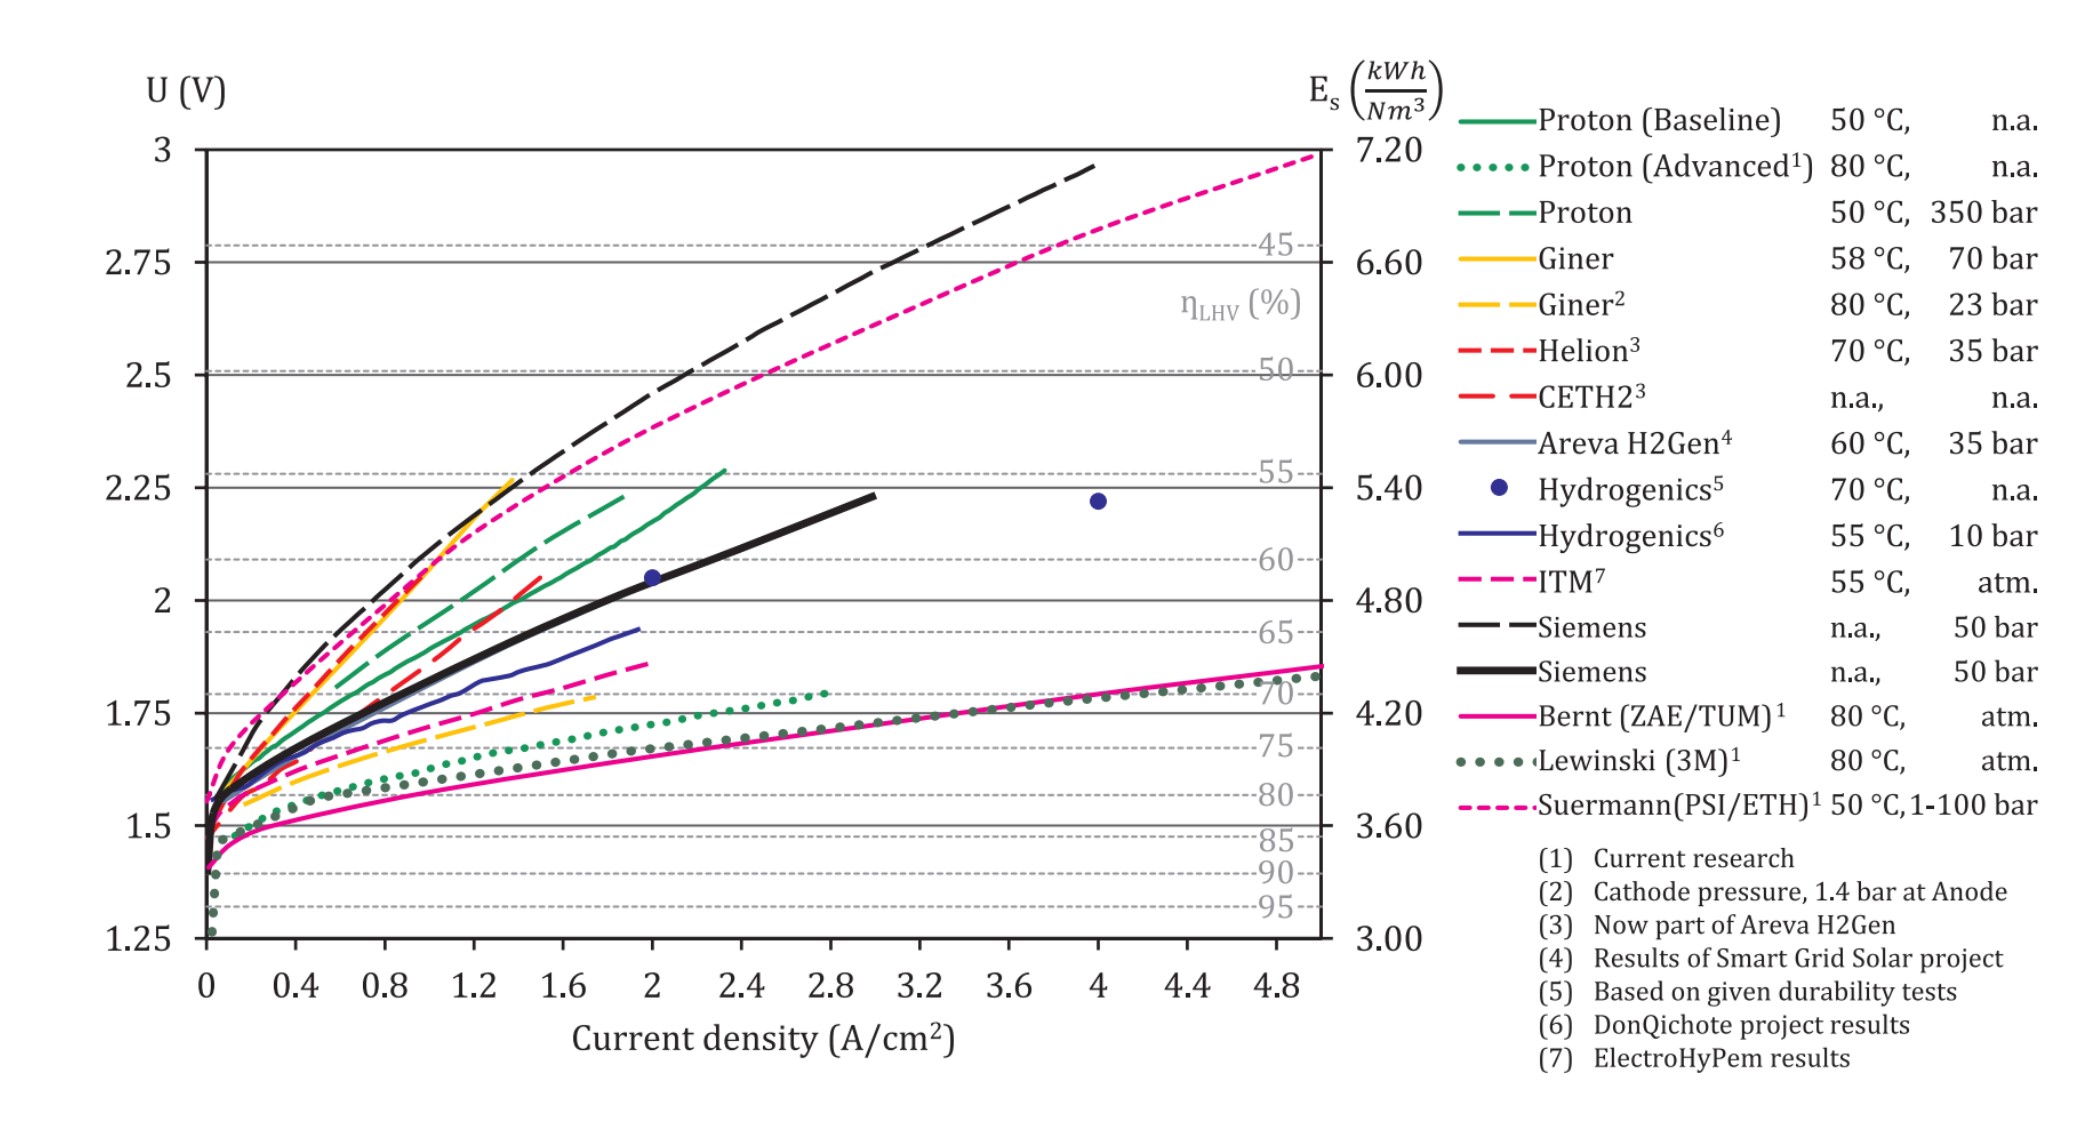 U (V)
E_s (kWh/Nm³)
3
2.75
2.5
2.25
2
1.75
1.5
1.25
7.20
6.60
6.00
5.40
4.80
4.20
3.60
3.00
45
η_LHV (%)
50
55
60
65
70
75
80
85
90
95
0 0.4 0.8 1.2 1.6 2 2.4 2.8 3.2 3.6 4 4.4 4.8
Current density (A/cm²)
Proton (Baseline) 50 °C, n.a.
Proton (Advanced¹) 80 °C, n.a.
Proton 50 °C, 350 bar
Giner 58 °C, 70 bar
Giner² 80 °C, 23 bar
Helion³ 70 °C, 35 bar
CETH2³ n.a., n.a.
Areva H2Gen⁴ 60 °C, 35 bar
Hydrogenics⁵ 70 °C, n.a.
Hydrogenics⁶ 55 °C, 10 bar
ITM⁷ 55 °C, atm.
Siemens n.a., 50 bar
Siemens n.a., 50 bar
Bernt (ZAE/TUM)¹ 80 °C, atm.
Lewinski (3M)¹ 80 °C, atm.
Suermann(PSI/ETH)¹ 50 °C,1-100 bar
(1) Current research
(2) Cathode pressure, 1.4 bar at Anode
(3) Now part of Areva H2Gen
(4) Results of Smart Grid Solar project
(5) Based on given durability tests
(6) DonQichote project results
(7) ElectroHyPem results